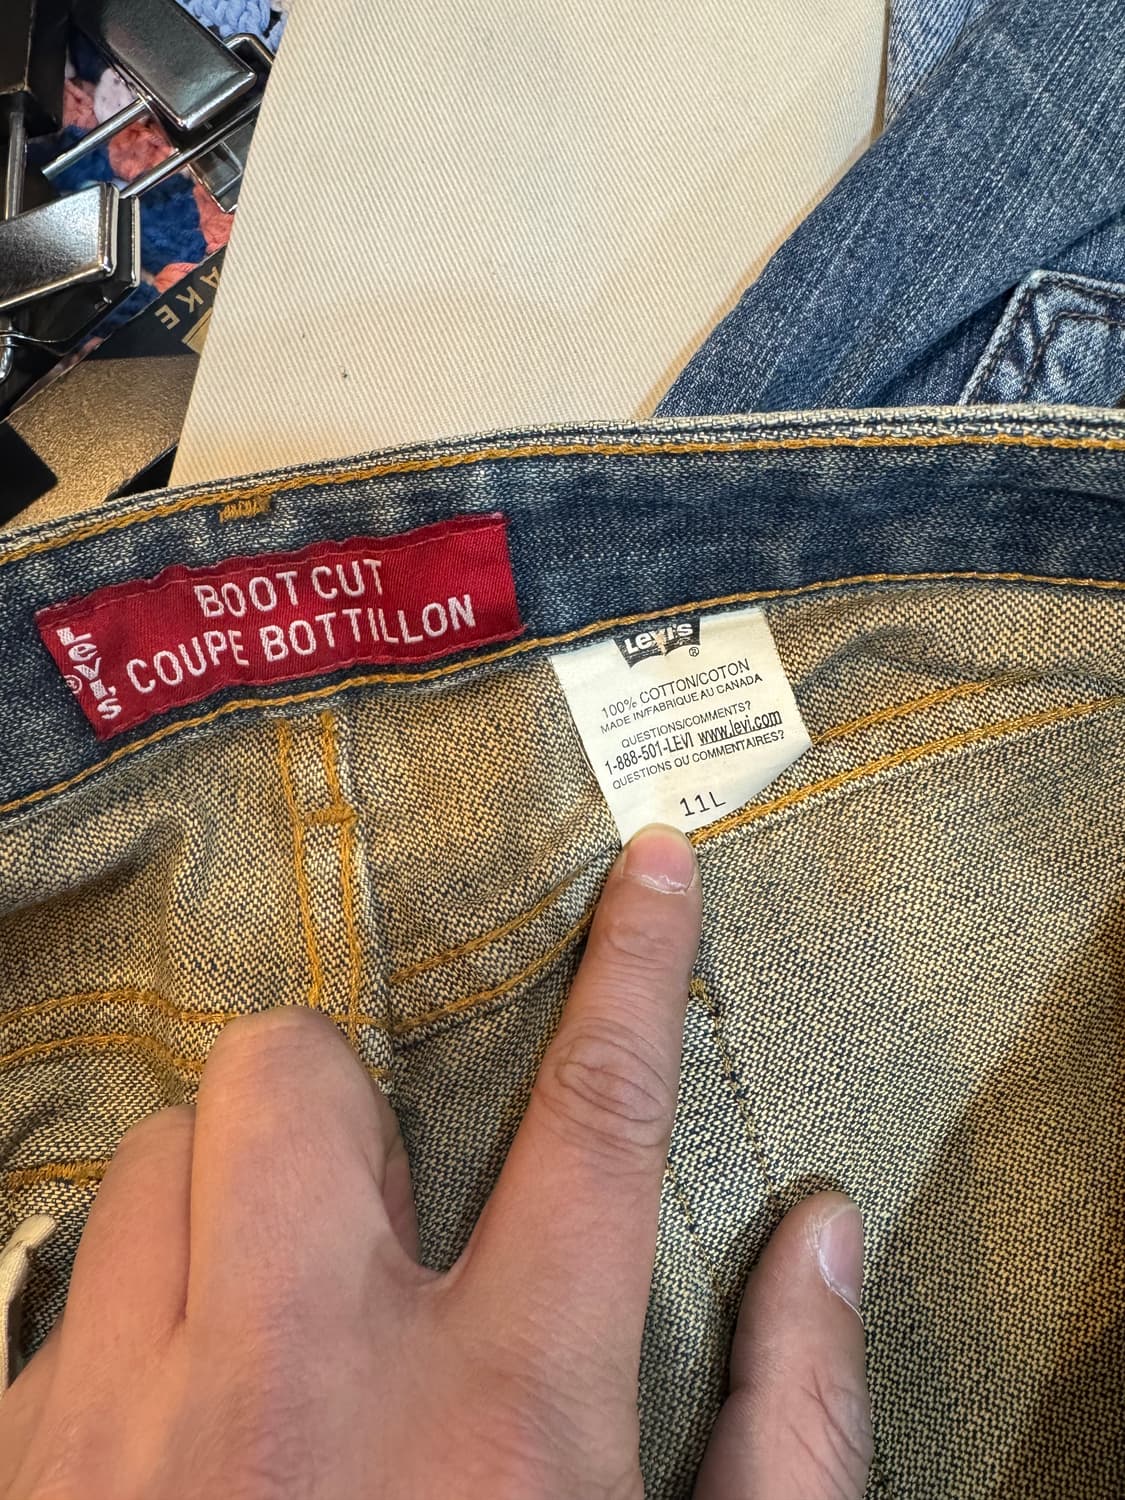 AKE
BOOT CUT
COUPE BOTTILLON
Levi's
®
Levi's
®
100% COTTON/COTON
MADE IN/FABRIQUE AU CANADA
QUESTIONS/COMMENTS?
1-888-501-LEVI www.levi.com
QUESTIONS OU COMMENTAIRES?
11L